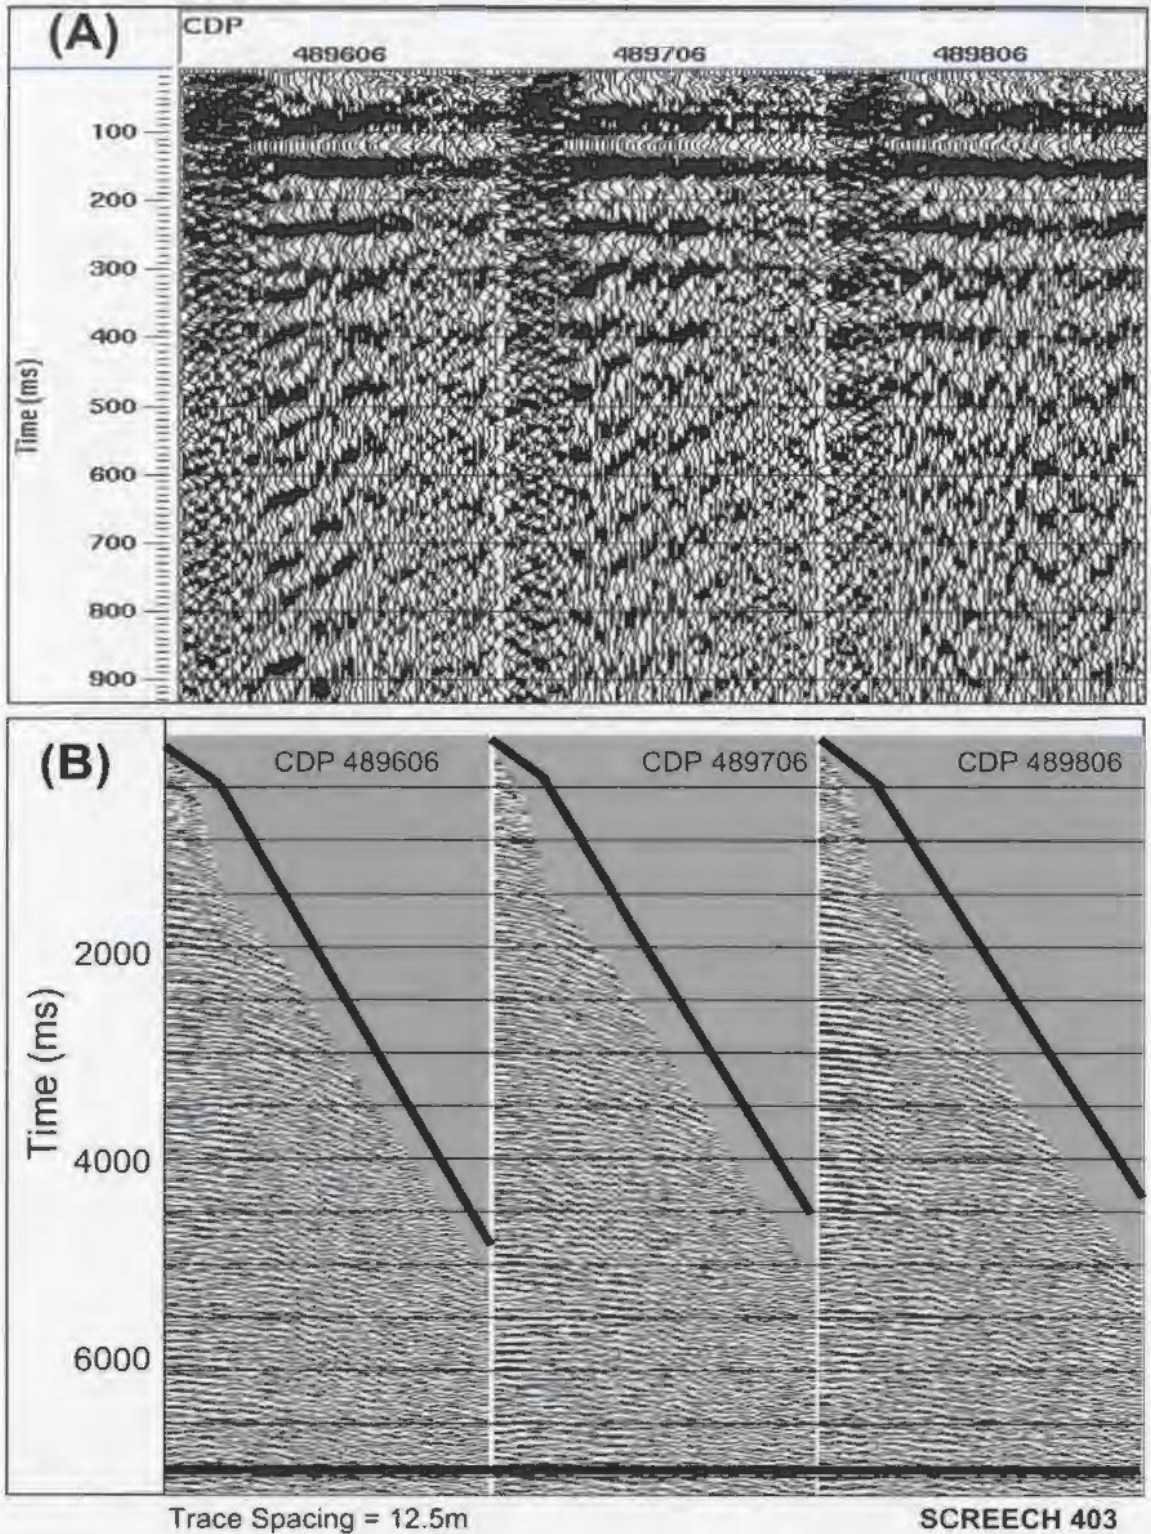 (A)
CDP
489606 489706 489806
100
200
300
400
500
600
700
800
900
Time (ms)
(B)
CDP 489606 CDP 489706 CDP 489806
2000
4000
6000
Time (ms)
Trace Spacing = 12.5m SCREECH 403